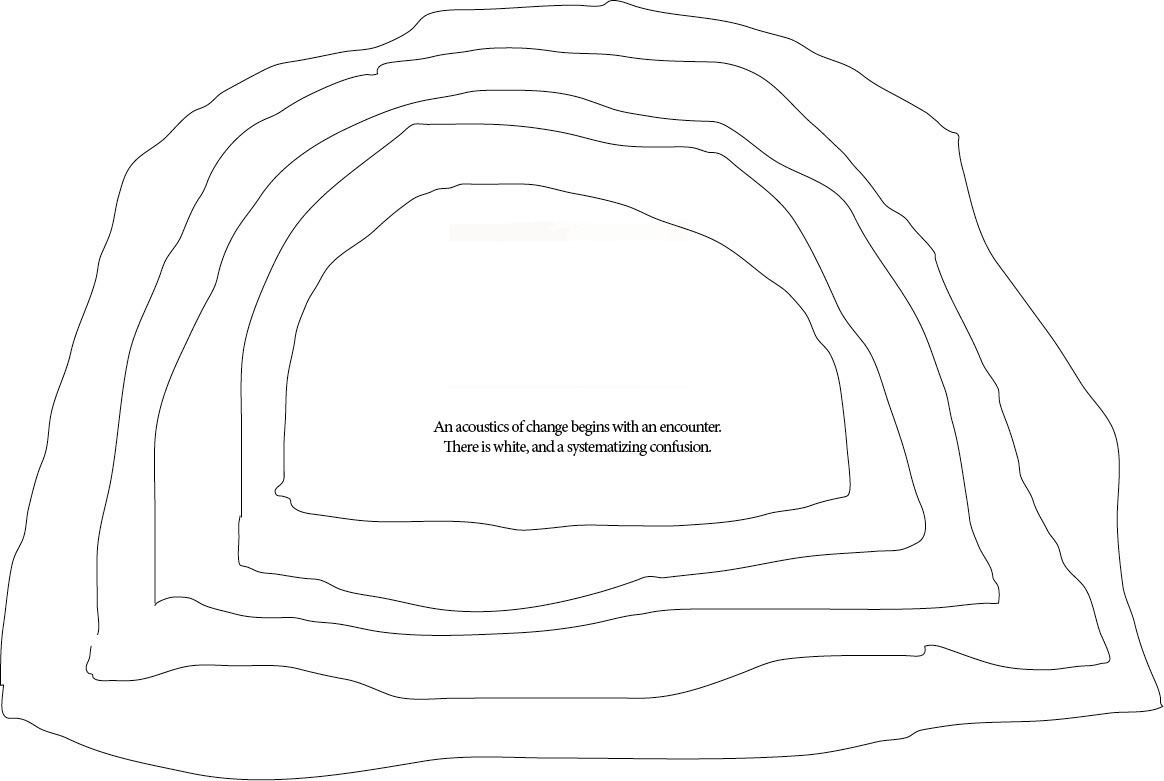 An acoustics of change begins with an encounter.
There is white, and a systematizing confusion.